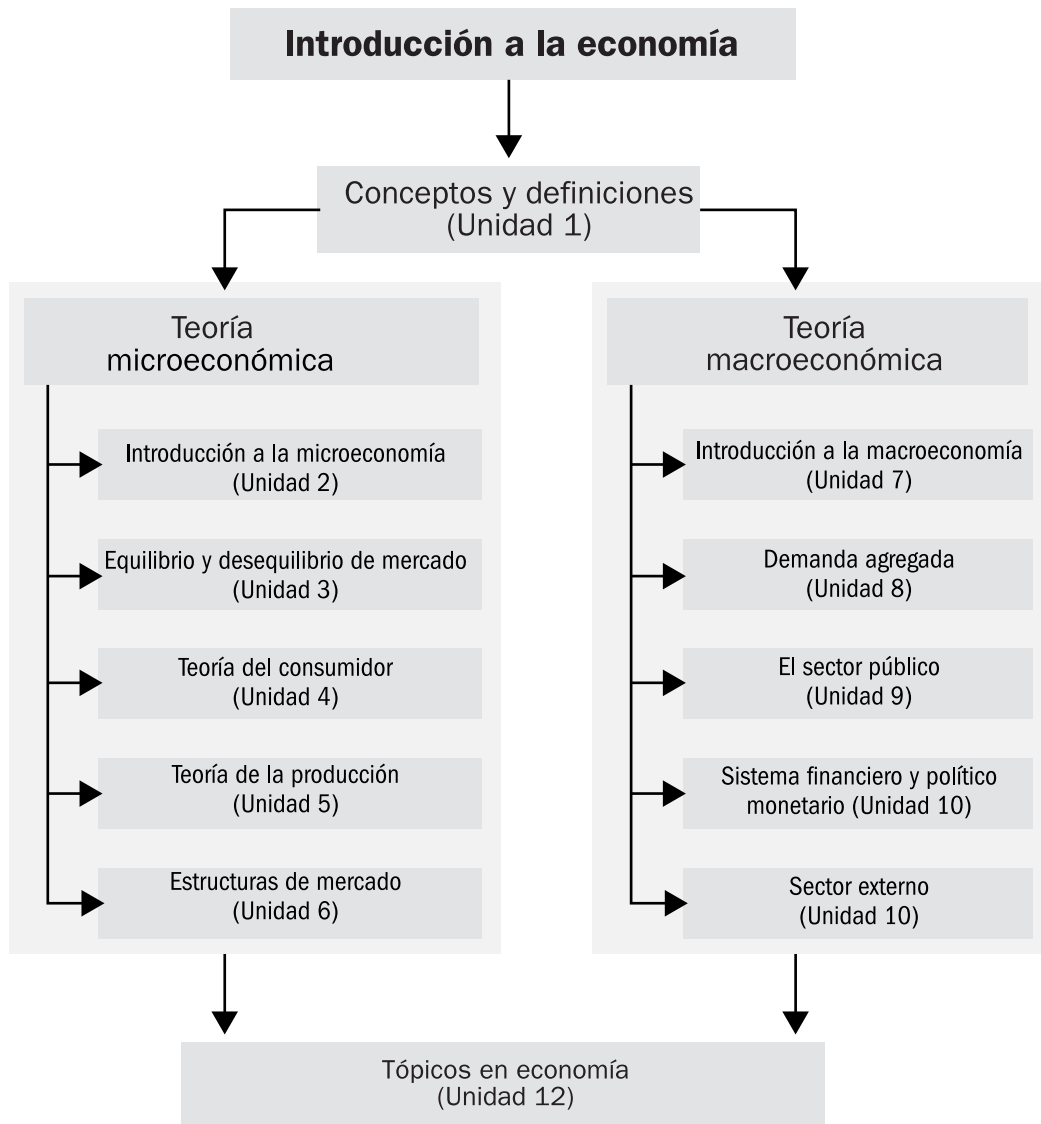 Introducción a la economía
Conceptos y definiciones
(Unidad 1)
Teoría
microeconómica
Introducción a la microeconomía
(Unidad 2)
Equilibrio y desequilibrio de mercado
(Unidad 3)
Teoría del consumidor
(Unidad 4)
Teoría de la producción
(Unidad 5)
Estructuras de mercado
(Unidad 6)
Teoría
macroeconómica
Introducción a la macroeconomía
(Unidad 7)
Demanda agregada
(Unidad 8)
El sector público
(Unidad 9)
Sistema financiero y político
monetario (Unidad 10)
Sector externo
(Unidad 10)
Tópicos en economía
(Unidad 12)